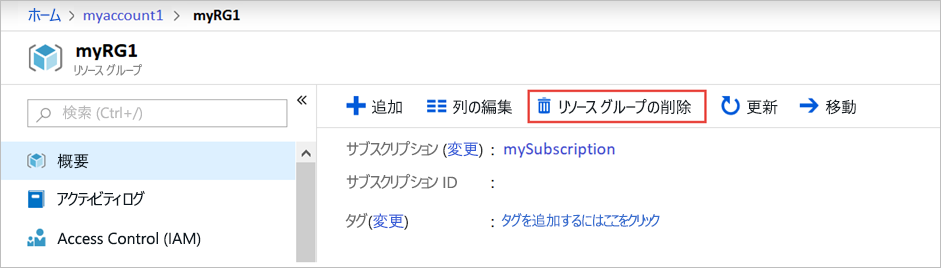 ホーム > myaccount1 > myRG1
myRG1
リソース グループ
検索 (Ctrl+/)
概要
アクティビティ ログ
Access Control (IAM)
追加 列の編集 リソース グループの削除 更新 移動
サブスクリプション (変更) : mySubscription
サブスクリプション ID :
タグ(変更) : タグを追加するにはここをクリック